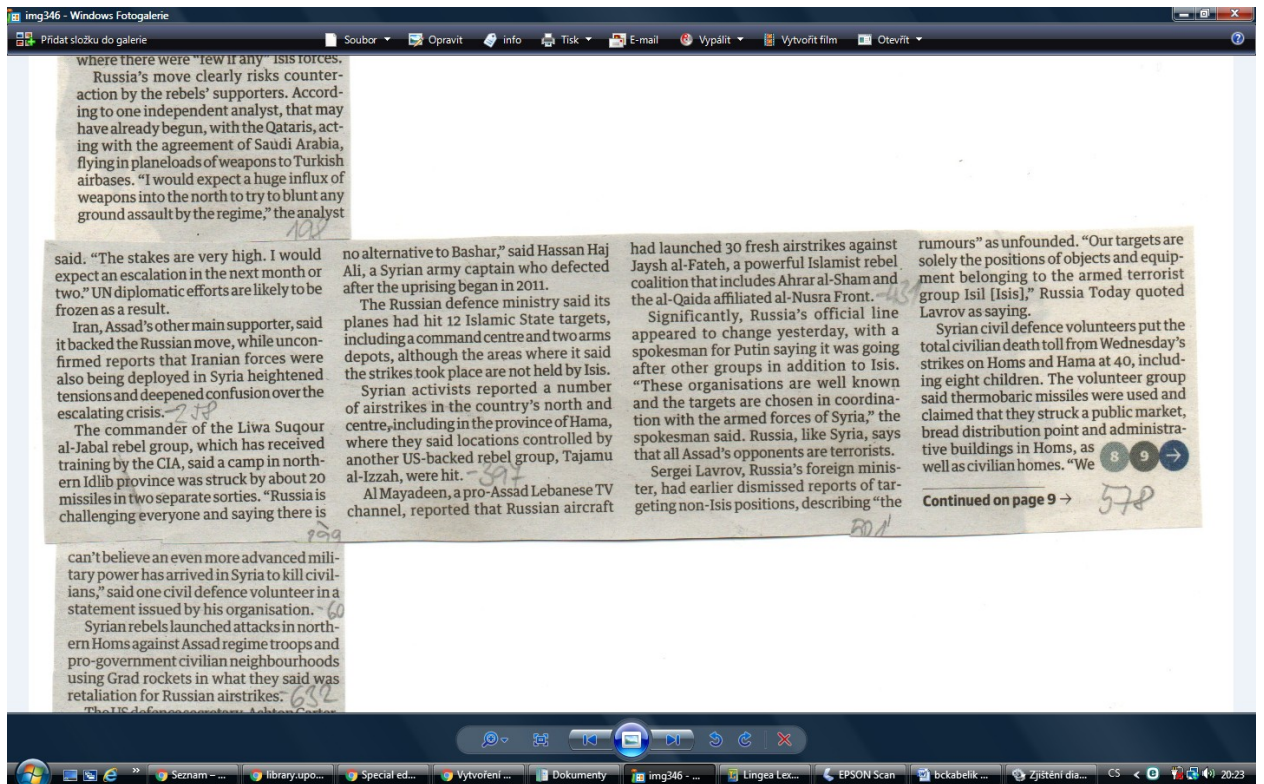 img346 - Windows Fotogalerie
Přidat složku do galerie
Soubor
Opravit
info
Tisk
E-mail
Vypálit
Vytvořit film
Otevřít
where there were "few if any" Isis forces.
Russia's move clearly risks counter-
action by the rebels' supporters. Accord-
ing to one independent analyst, that may
have already begun, with the Qataris, act-
ing with the agreement of Saudi Arabia,
flying in planeloads of weapons to Turkish
airbases. "I would expect a huge influx of
weapons into the north to try to blunt any
ground assault by the regime," the analyst
198
said. "The stakes are very high. I would
expect an escalation in the next month or
two." UN diplomatic efforts are likely to be
frozen as a result.
Iran, Assad's other main supporter, said
it backed the Russian move, while uncon-
firmed reports that Iranian forces were
also being deployed in Syria heightened
tensions and deepened confusion over the
escalating crisis. -258
The commander of the Liwa Suqour
al-Jabal rebel group, which has received
training by the CIA, said a camp in north-
ern Idlib province was struck by about 20
missiles in two separate sorties. "Russia is
challenging everyone and saying there is
299
no alternative to Bashar," said Hassan Haj
Ali, a Syrian army captain who defected
after the uprising began in 2011.
The Russian defence ministry said its
planes had hit 12 Islamic State targets,
including a command centre and two arms
depots, although the areas where it said
the strikes took place are not held by Isis.
Syrian activists reported a number
of airstrikes in the country's north and
centre, including in the province of Hama,
where they said locations controlled by
another US-backed rebel group, Tajamu
al-Izzah, were hit. -397
Al Mayadeen, a pro-Assad Lebanese TV
channel, reported that Russian aircraft
had launched 30 fresh airstrikes against
Jaysh al-Fateh, a powerful Islamist rebel
coalition that includes Ahrar al-Sham and
the al-Qaida affiliated al-Nusra Front. -431
Significantly, Russia's official line
appeared to change yesterday, with a
spokesman for Putin saying it was going
after other groups in addition to Isis.
"These organisations are well known
and the targets are chosen in coordina-
tion with the armed forces of Syria," the
spokesman said. Russia, like Syria, says
that all Assad's opponents are terrorists.
Sergei Lavrov, Russia's foreign minis-
ter, had earlier dismissed reports of tar-
geting non-Isis positions, describing "the
501
rumours" as unfounded. "Our targets are
solely the positions of objects and equip-
ment belonging to the armed terrorist
group Isil [Isis]," Russia Today quoted
Lavrov as saying.
Syrian civil defence volunteers put the
total civilian death toll from Wednesday's
strikes on Homs and Hama at 40, includ-
ing eight children. The volunteer group
said thermobaric missiles were used and
claimed that they struck a public market,
bread distribution point and administra-
tive buildings in Homs, as
well as civilian homes. "We
8 9 →
Continued on page 9 →
578
can't believe an even more advanced mili-
tary power has arrived in Syria to kill civil-
ians," said one civil defence volunteer in a
statement issued by his organisation. -60
Syrian rebels launched attacks in north-
ern Homs against Assad regime troops and
pro-government civilian neighbourhoods
using Grad rockets in what they said was
retaliation for Russian airstrikes. -632
The US defence secretary, Ashton Carter,
Seznam – ...
library.upo...
Special ed...
Vytvoření ...
Dokumenty
img346 - ...
Lingea Lex...
EPSON Scan
bckabelik ...
Zjištění dia...
CS
20:23